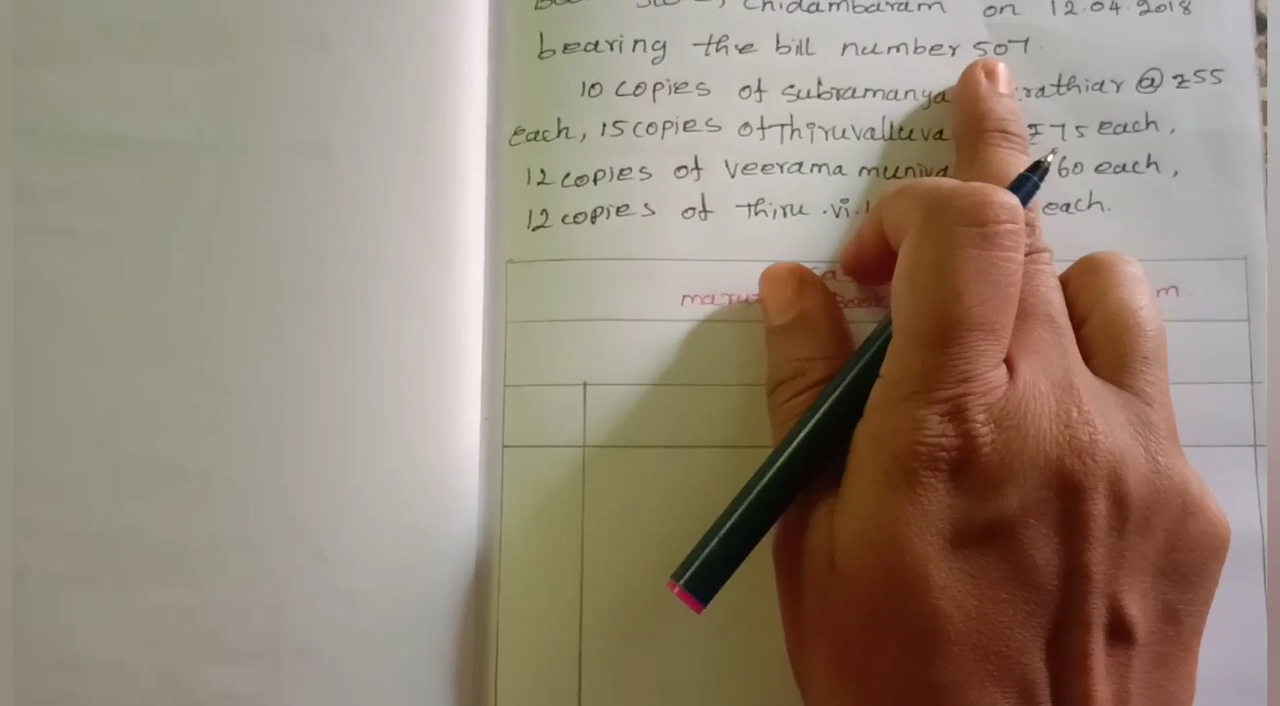 Chidambaram on 12.04.2018
bearing the bill number 507.
10 copies of subramanya @ ₹55
each, 15 copies of Thiruvalluva ₹75 each,
12 copies of veerama muniva 60 each,
12 copies of Thiru.vi. each.
Book